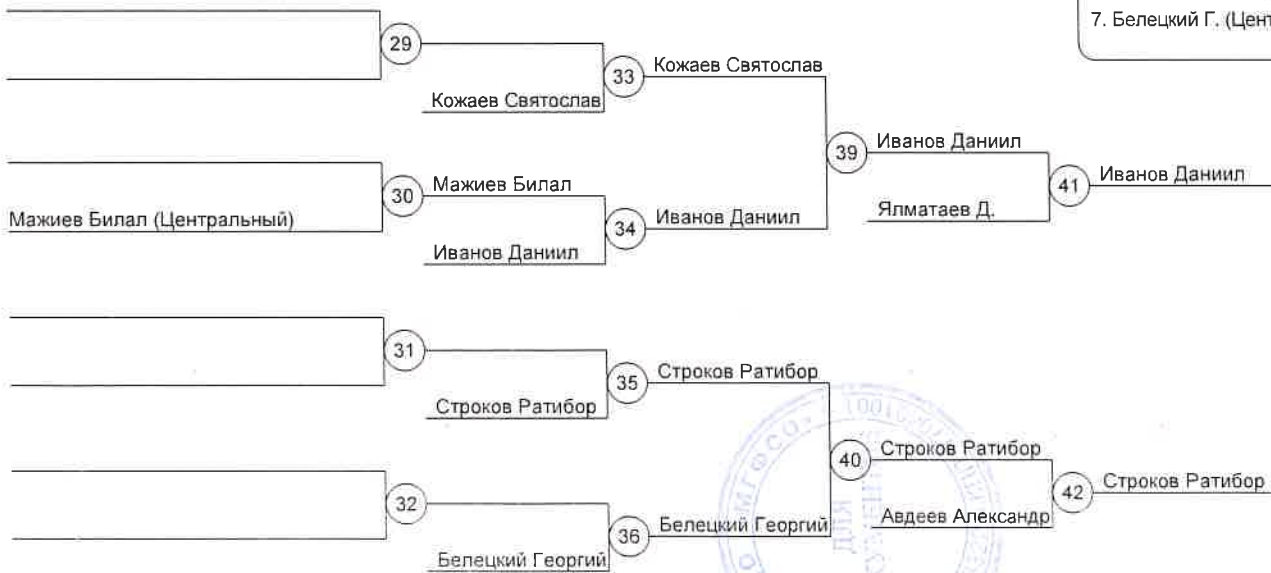 7. Белецкий Г. (Цент
29
33
Кожаев Святослав
Кожаев Святослав
39
Иванов Даниил
41
Иванов Даниил
30
Мажиев Билал
Мажиев Билал (Центральный)
34
Иванов Даниил
Ялматаев Д.
Иванов Даниил
31
35
Строков Ратибор
Строков Ратибор
40
Строков Ратибор
42
Строков Ратибор
32
36
Белецкий Георгий
Авдеев Александр
Белецкий Георгий
«МГФСО»
ДЛЯ